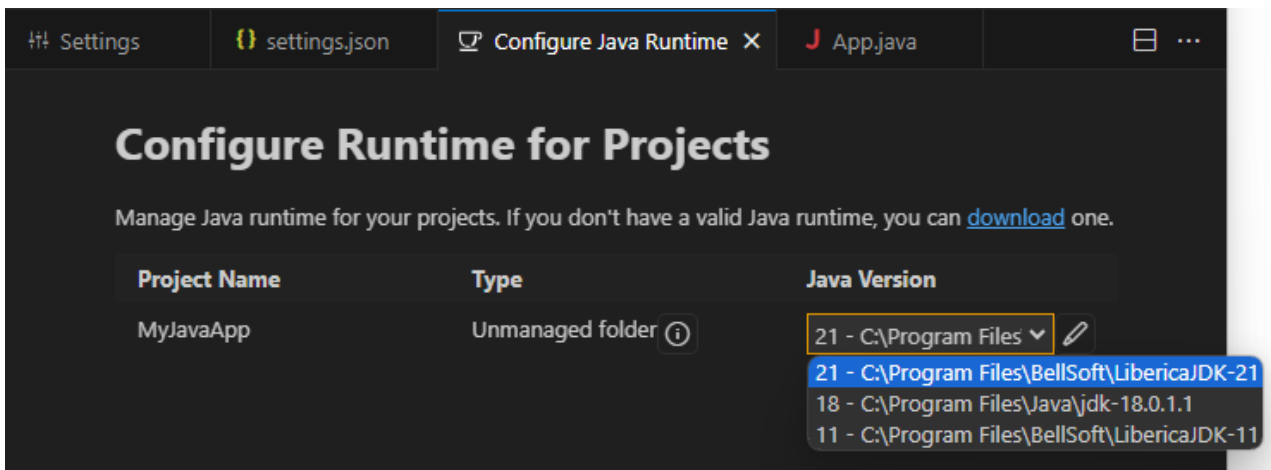 Settings
{} settings.json
Configure Java Runtime
J App.java
Configure Runtime for Projects
Manage Java runtime for your projects. If you don't have a valid Java runtime, you can download one.
Project Name Type Java Version
MyJavaApp Unmanaged folder 21 - C:\Program Files\
21 - C:\Program Files\BellSoft\LibericaJDK-21
18 - C:\Program Files\Java\jdk-18.0.1.1
11 - C:\Program Files\BellSoft\LibericaJDK-11